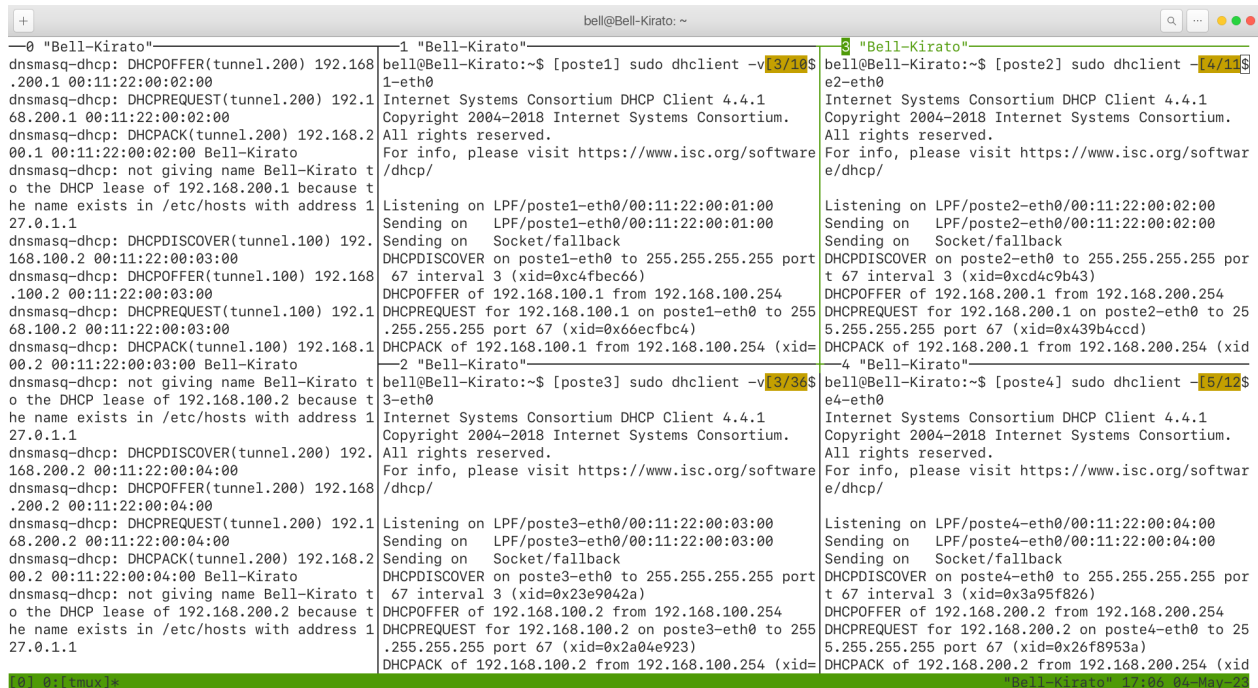 bell@Bell-Kirato: ~
0 "Bell-Kirato"
dnsmasq-dhcp: DHCPOFFER(tunnel.200) 192.168
.200.1 00:11:22:00:02:00
dnsmasq-dhcp: DHCPREQUEST(tunnel.200) 192.1
68.200.1 00:11:22:00:02:00
dnsmasq-dhcp: DHCPACK(tunnel.200) 192.168.2
00.1 00:11:22:00:02:00 Bell-Kirato
dnsmasq-dhcp: not giving name Bell-Kirato t
o the DHCP lease of 192.168.200.1 because t
he name exists in /etc/hosts with address 1
27.0.1.1
dnsmasq-dhcp: DHCPDISCOVER(tunnel.100) 192.
168.100.2 00:11:22:00:03:00
dnsmasq-dhcp: DHCPOFFER(tunnel.100) 192.168
.100.2 00:11:22:00:03:00
dnsmasq-dhcp: DHCPREQUEST(tunnel.100) 192.1
68.100.2 00:11:22:00:03:00
dnsmasq-dhcp: DHCPACK(tunnel.100) 192.168.1
00.2 00:11:22:00:03:00 Bell-Kirato
dnsmasq-dhcp: not giving name Bell-Kirato t
o the DHCP lease of 192.168.100.2 because t
he name exists in /etc/hosts with address 1
27.0.1.1
dnsmasq-dhcp: DHCPDISCOVER(tunnel.200) 192.
168.200.2 00:11:22:00:04:00
dnsmasq-dhcp: DHCPOFFER(tunnel.200) 192.168
.200.2 00:11:22:00:04:00
dnsmasq-dhcp: DHCPREQUEST(tunnel.200) 192.1
68.200.2 00:11:22:00:04:00
dnsmasq-dhcp: DHCPACK(tunnel.200) 192.168.2
00.2 00:11:22:00:04:00 Bell-Kirato
dnsmasq-dhcp: not giving name Bell-Kirato t
o the DHCP lease of 192.168.200.2 because t
he name exists in /etc/hosts with address 1
27.0.1.1
1 "Bell-Kirato"
bell@Bell-Kirato:~$ [poste1] sudo dhclient -v[3/10$
1-eth0
Internet Systems Consortium DHCP Client 4.4.1
Copyright 2004-2018 Internet Systems Consortium.
All rights reserved.
For info, please visit https://www.isc.org/software
/dhcp/
Listening on LPF/poste1-eth0/00:11:22:00:01:00
Sending on   LPF/poste1-eth0/00:11:22:00:01:00
Sending on   Socket/fallback
DHCPDISCOVER on poste1-eth0 to 255.255.255.255 port
 67 interval 3 (xid=0xc4fbec66)
DHCPOFFER of 192.168.100.1 from 192.168.100.254
DHCPREQUEST for 192.168.100.1 on poste1-eth0 to 255
.255.255.255 port 67 (xid=0x66ecfbc4)
DHCPACK of 192.168.100.1 from 192.168.100.254 (xid=
2 "Bell-Kirato"
bell@Bell-Kirato:~$ [poste3] sudo dhclient -v[3/36$
3-eth0
Internet Systems Consortium DHCP Client 4.4.1
Copyright 2004-2018 Internet Systems Consortium.
All rights reserved.
For info, please visit https://www.isc.org/software
/dhcp/
Listening on LPF/poste3-eth0/00:11:22:00:03:00
Sending on   LPF/poste3-eth0/00:11:22:00:03:00
Sending on   Socket/fallback
DHCPDISCOVER on poste3-eth0 to 255.255.255.255 port
 67 interval 3 (xid=0x23e9042a)
DHCPOFFER of 192.168.100.2 from 192.168.100.254
DHCPREQUEST for 192.168.100.2 on poste3-eth0 to 255
.255.255.255 port 67 (xid=0x2a04e923)
DHCPACK of 192.168.100.2 from 192.168.100.254 (xid=
3 "Bell-Kirato"
bell@Bell-Kirato:~$ [poste2] sudo dhclient -[4/11$
e2-eth0
Internet Systems Consortium DHCP Client 4.4.1
Copyright 2004-2018 Internet Systems Consortium.
All rights reserved.
For info, please visit https://www.isc.org/softwar
e/dhcp/
Listening on LPF/poste2-eth0/00:11:22:00:02:00
Sending on   LPF/poste2-eth0/00:11:22:00:02:00
Sending on   Socket/fallback
DHCPDISCOVER on poste2-eth0 to 255.255.255.255 por
t 67 interval 3 (xid=0xcd4c9b43)
DHCPOFFER of 192.168.200.1 from 192.168.200.254
DHCPREQUEST for 192.168.200.1 on poste2-eth0 to 25
5.255.255.255 port 67 (xid=0x439b4ccd)
DHCPACK of 192.168.200.1 from 192.168.200.254 (xid
4 "Bell-Kirato"
bell@Bell-Kirato:~$ [poste4] sudo dhclient -[5/12$
e4-eth0
Internet Systems Consortium DHCP Client 4.4.1
Copyright 2004-2018 Internet Systems Consortium.
All rights reserved.
For info, please visit https://www.isc.org/softwar
e/dhcp/
Listening on LPF/poste4-eth0/00:11:22:00:04:00
Sending on   LPF/poste4-eth0/00:11:22:00:04:00
Sending on   Socket/fallback
DHCPDISCOVER on poste4-eth0 to 255.255.255.255 por
t 67 interval 3 (xid=0x3a95f826)
DHCPOFFER of 192.168.200.2 from 192.168.200.254
DHCPREQUEST for 192.168.200.2 on poste4-eth0 to 25
5.255.255.255 port 67 (xid=0x26f8953a)
DHCPACK of 192.168.200.2 from 192.168.200.254 (xid
[0] 0:[tmux]* "Bell-Kirato" 17:06 04-May-23